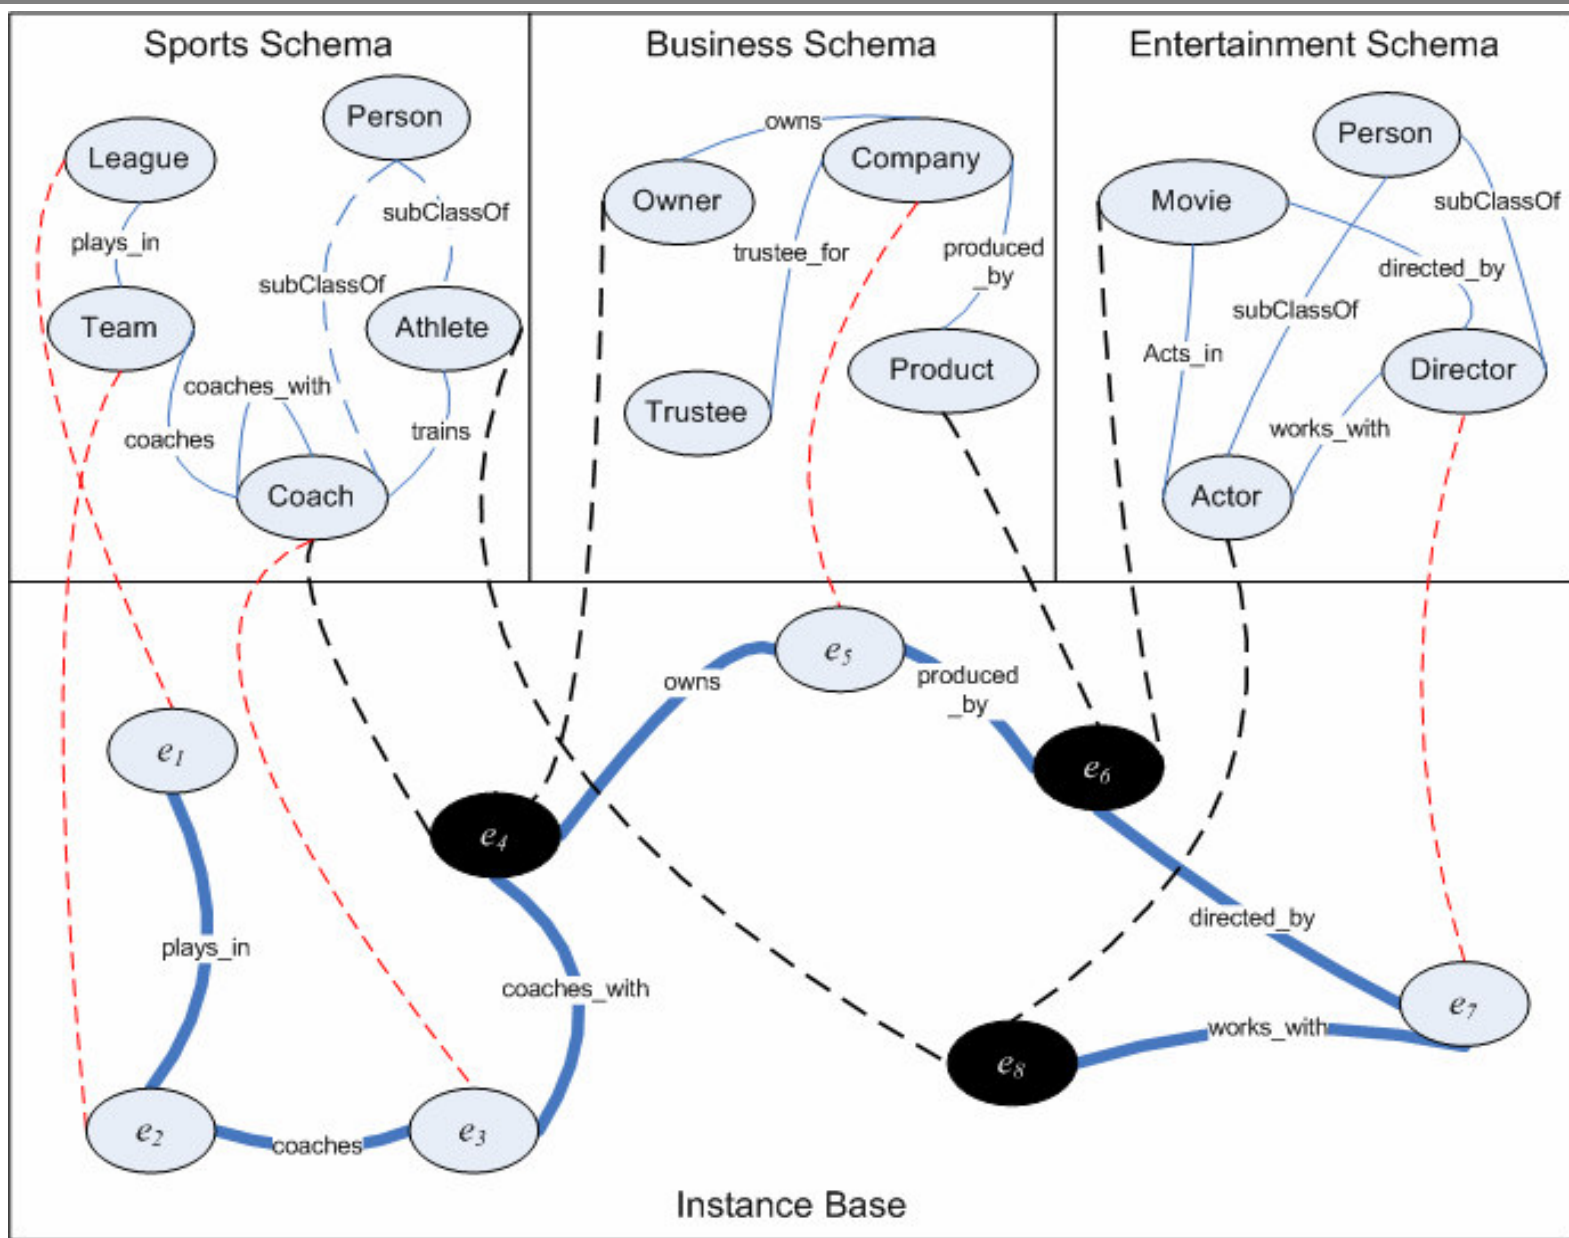 Sports Schema
Business Schema
Entertainment Schema
Person
League
subClassOf
plays_in
subClassOf
Team
Athlete
coaches_with
coaches
trains
Coach
owns
Company
Owner
trustee_for
produced
_by
Product
Trustee
Person
Movie
subClassOf
directed_by
subClassOf
Acts_in
Director
works_with
Actor
e5
owns
produced
_by
e1
e6
e4
directed_by
plays_in
coaches_with
e7
works_with
e8
e2
coaches
e3
Instance Base